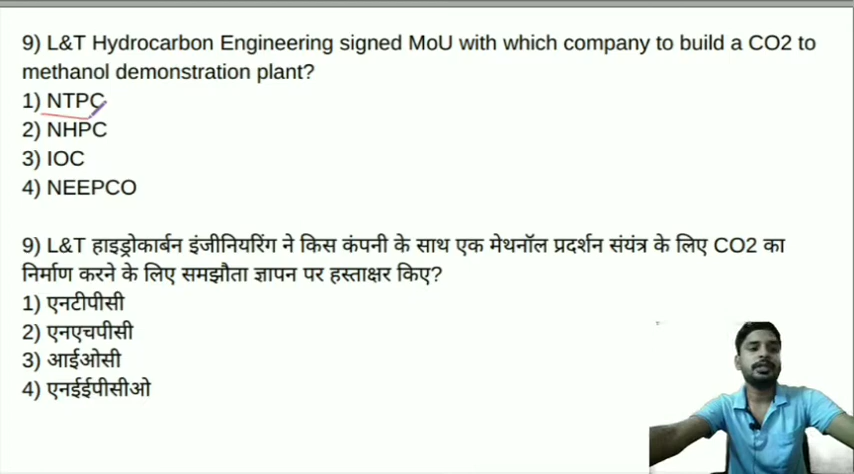 9) L&T Hydrocarbon Engineering signed MoU with which company to build a CO2 to
methanol demonstration plant?
1) NTPC
2) NHPC
3) IOC
4) NEEPCO
9) L&T हाइड्रोकार्बन इंजीनियरिंग ने किस कंपनी के साथ एक मेथनॉल प्रदर्शन संयंत्र के लिए CO2 का
निर्माण करने के लिए समझौता ज्ञापन पर हस्ताक्षर किए?
1) एनटीपीसी
2) एनएचपीसी
3) आईओसी
4) एनईईपीसीओ